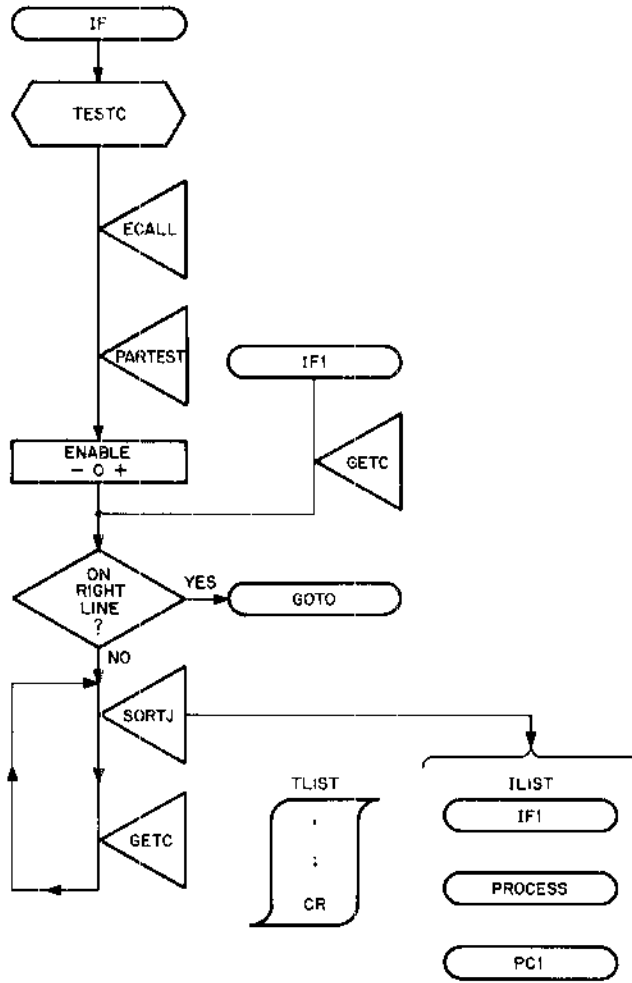 IF
TESTC
ECALL
PARTEST
IF1
ENABLE
- 0 +
GETC
ON
RIGHT
LINE
?
YES
GOTO
NO
SORTJ
TLIST
ILIST
,
IF1
GETC
;
PROCESS
CR
PC1